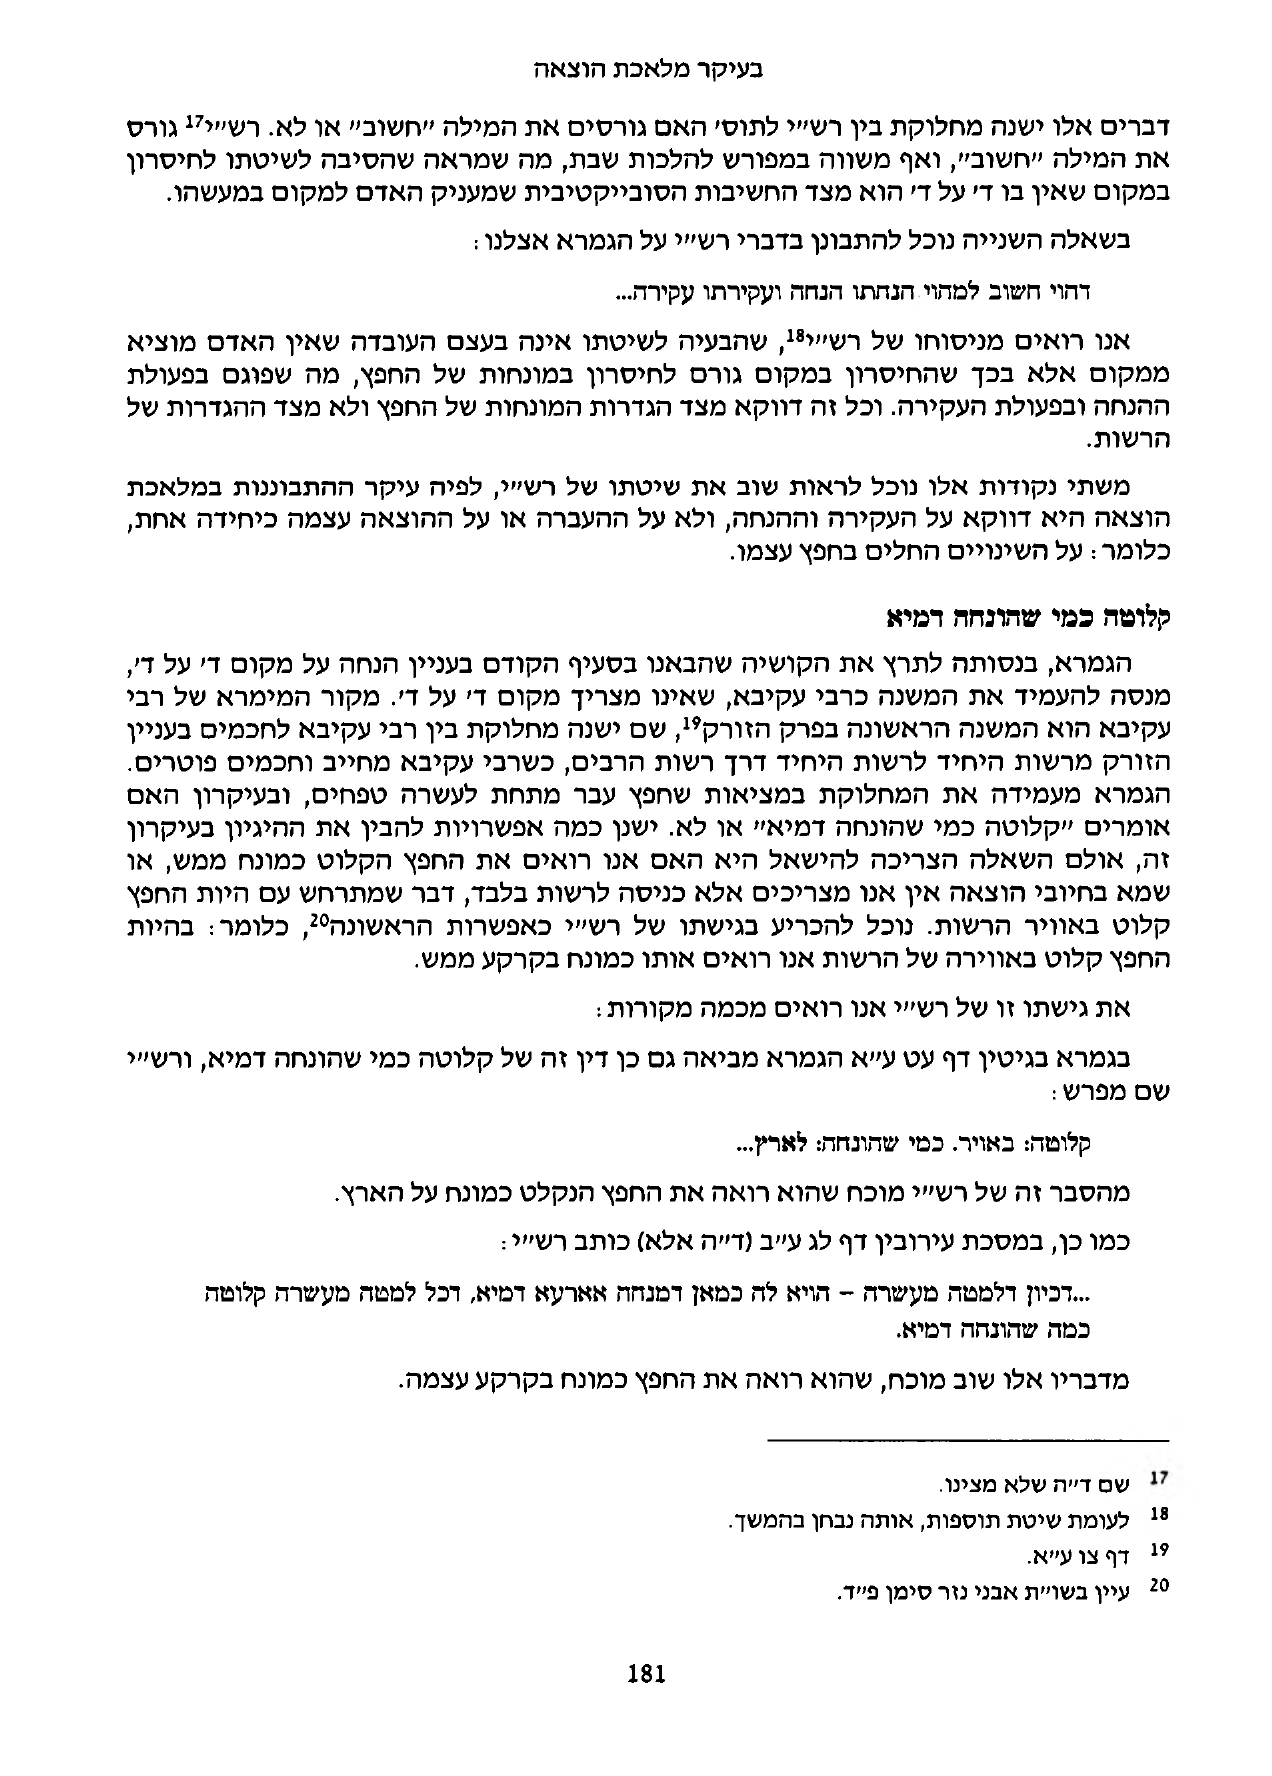 בעיקר מלאכת הוצאה
דברים אלו ישנה מחלוקת בין רש״י לתוס' האם גורסים את המילה ״חשוב״ או לא. רש״י17 גורס
את המילה ״חשוב״, ואף משווה במפורש להלכות שבת, מה שמראה שהסיבה לשיטתו לחיסרון
במקום שאין בו ד' על ד' הוא מצד החשיבות הסובייקטיבית שמעניק האדם למקום במעשהו.
בשאלה השנייה נוכל להתבונן בדברי רש״י על הגמרא אצלנו:
דהוי חשוב למהוי הנחתו הנחה ועקירתו עקירה...
אנו רואים מניסוחו של רש״י18, שהבעיה לשיטתו אינה בעצם העובדה שאין האדם מוציא
ממקום אלא בכך שהחיסרון במקום גורם לחיסרון במונחות של החפץ, מה שפוגם בפעולת
ההנחה ובפעולת העקירה. וכל זה דווקא מצד הגדרות המונחות של החפץ ולא מצד ההגדרות של
הרשות.
משתי נקודות אלו נוכל לראות שוב את שיטתו של רש״י, לפיה עיקר ההתבוננות במלאכת
הוצאה היא דווקא על העקירה וההנחה, ולא על ההעברה או על ההוצאה עצמה כיחידה אחת,
כלומר: על השינויים החלים בחפץ עצמו.
קלוטה כמי שהונחה דמיא
הגמרא, בנסותה לתרץ את הקושיה שהבאנו בסעיף הקודם בעניין הנחה על מקום ד' על ד',
מנסה להעמיד את המשנה כרבי עקיבא, שאינו מצריך מקום ד' על ד'. מקור המימרא של רבי
עקיבא הוא המשנה הראשונה בפרק הזורק19, שם ישנה מחלוקת בין רבי עקיבא לחכמים בעניין
הזורק מרשות היחיד לרשות היחיד דרך רשות הרבים, כשרבי עקיבא מחייב וחכמים פוטרים.
הגמרא מעמידה את המחלוקת במציאות שחפץ עבר מתחת לעשרה טפחים, ובעיקרון האם
אומרים ״קלוטה כמי שהונחה דמיא״ או לא. ישנן כמה אפשרויות להבין את ההיגיון בעיקרון
זה, אולם השאלה הצריכה להישאל היא האם אנו רואים את החפץ הקלוט כמונח ממש, או
שמא בחיובי הוצאה אין אנו מצריכים אלא כניסה לרשות בלבד, דבר שמתרחש עם היות החפץ
קלוט באוויר הרשות. נוכל להכריע בגישתו של רש״י כאפשרות הראשונה20, כלומר: בהיות
החפץ קלוט באווירה של הרשות אנו רואים אותו כמונח בקרקע ממש.
את גישתו זו של רש״י אנו רואים מכמה מקורות:
בגמרא בגיטין דף עט ע״א הגמרא מביאה גם כן דין זה של קלוטה כמי שהונחה דמיא, ורש״י
שם מפרש:
קלוטה: באויר. כמי שהונחה: לארץ...
מהסבר זה של רש״י מוכח שהוא רואה את החפץ הנקלט כמונח על הארץ.
כמו כן, במסכת עירובין דף לג ע״ב (ד״ה אלא) כותב רש״י:
...דכיון דלמטה מעשרה – הויא לה כמאן דמנחה אארעא דמיא, דכל למטה מעשרה קלוטה
כמה שהונחה דמיא.
מדבריו אלו שוב מוכח, שהוא רואה את החפץ כמונח בקרקע עצמה.
17 שם ד״ה שלא מצינו.
18 לעומת שיטת תוספות, אותה נבחן בהמשך.
19 דף צו ע״א.
20 עיין בשו״ת אבני נזר סימן פ״ד.
181